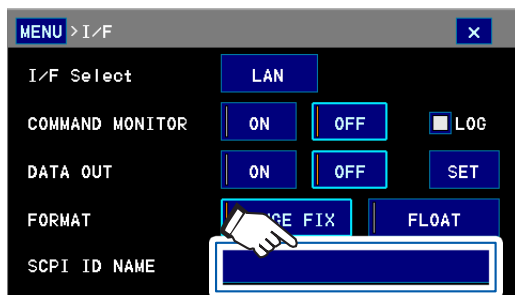 MENU >I/F ×
I/F Select LAN
COMMAND MONITOR ON OFF LOG
DATA OUT ON OFF SET
FORMAT FIX FLOAT
SCPI ID NAME